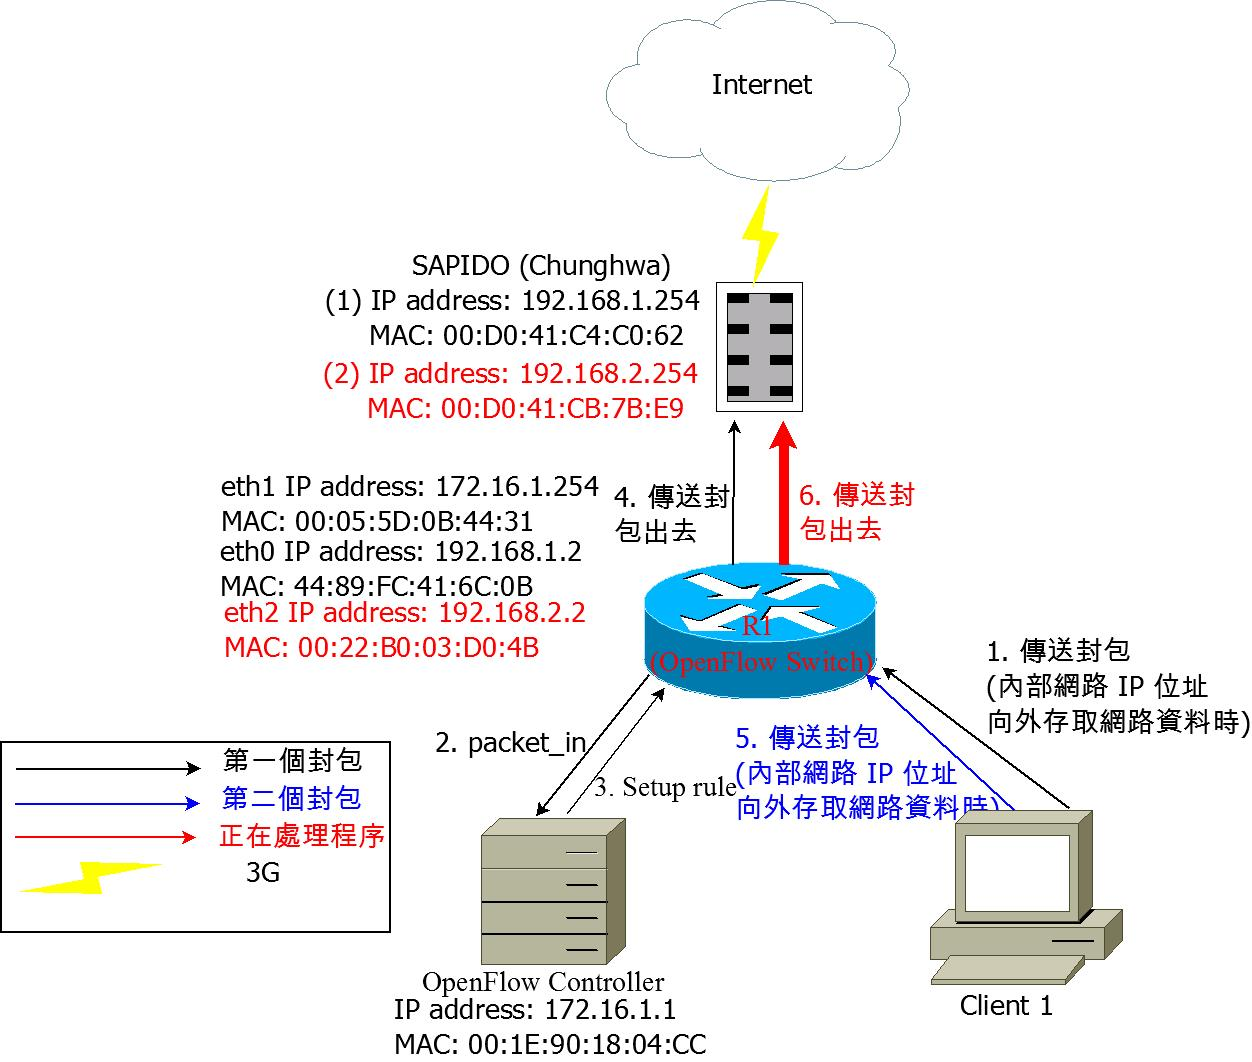 Internet
SAPIDO (Chunghwa)
(1) IP address: 192.168.1.254
MAC: 00:D0:41:C4:C0:62
(2) IP address: 192.168.2.254
MAC: 00:D0:41:CB:7B:E9
eth1 IP address: 172.16.1.254
MAC: 00:05:5D:0B:44:31
eth0 IP address: 192.168.1.2
MAC: 44:89:FC:41:6C:0B
eth2 IP address: 192.168.2.2
MAC: 00:22:B0:03:D0:4B
4. 傳送封
包出去
6. 傳送封
包出去
R1
(OpenFlow Switch)
1. 傳送封包
(內部網路 IP 位址
向外存取網路資料時)
2. packet_in
3. Setup rule
5. 傳送封包
(內部網路 IP 位址
向外存取網路資料時)
第一個封包
第二個封包
正在處理程序
3G
OpenFlow Controller
IP address: 172.16.1.1
MAC: 00:1E:90:18:04:CC
Client 1